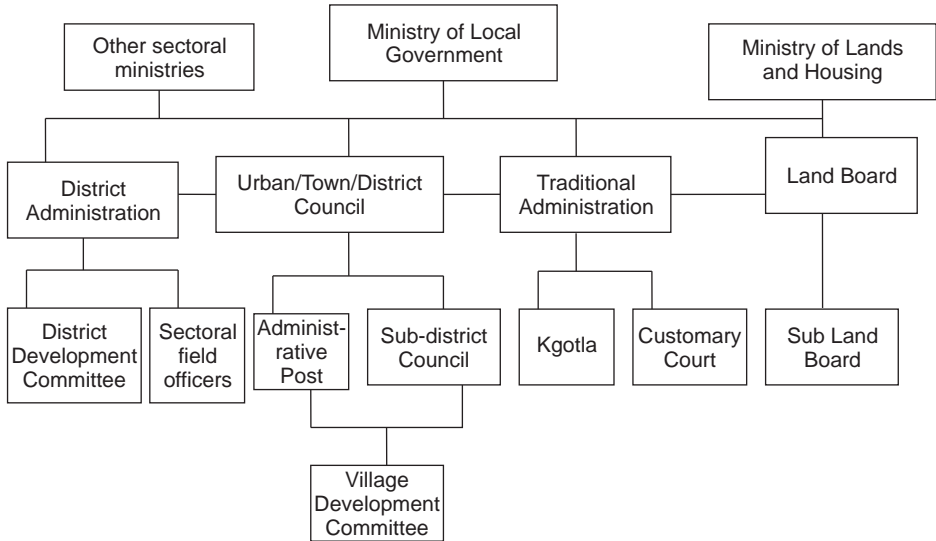 Other sectoral
ministries
Ministry of Local
Government
Ministry of Lands
and Housing
District
Administration
Urban/Town/District
Council
Traditional
Administration
Land Board
District
Development
Committee
Sectoral
field
officers
Administ-
rative
Post
Sub-district
Council
Kgotla
Customary
Court
Sub Land
Board
Village
Development
Committee